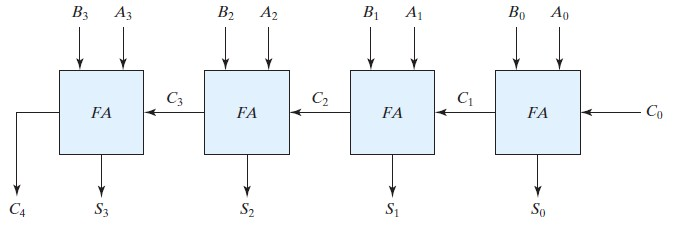 B₃ A₃ B₂ A₂ B₁ A₁ B₀ A₀
C₃ C₂ C₁
FA FA FA FA C₀
C₄ S₃ S₂ S₁ S₀